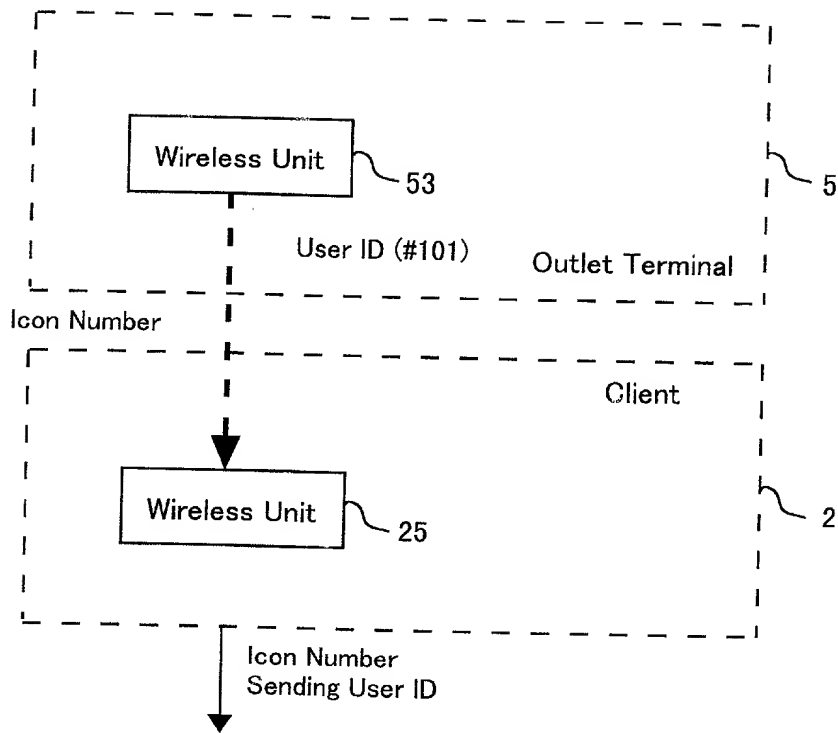 Wireless Unit
53
5
User ID (#101)
Outlet Terminal
Icon Number
Client
Wireless Unit
25
2
Icon Number
Sending User ID